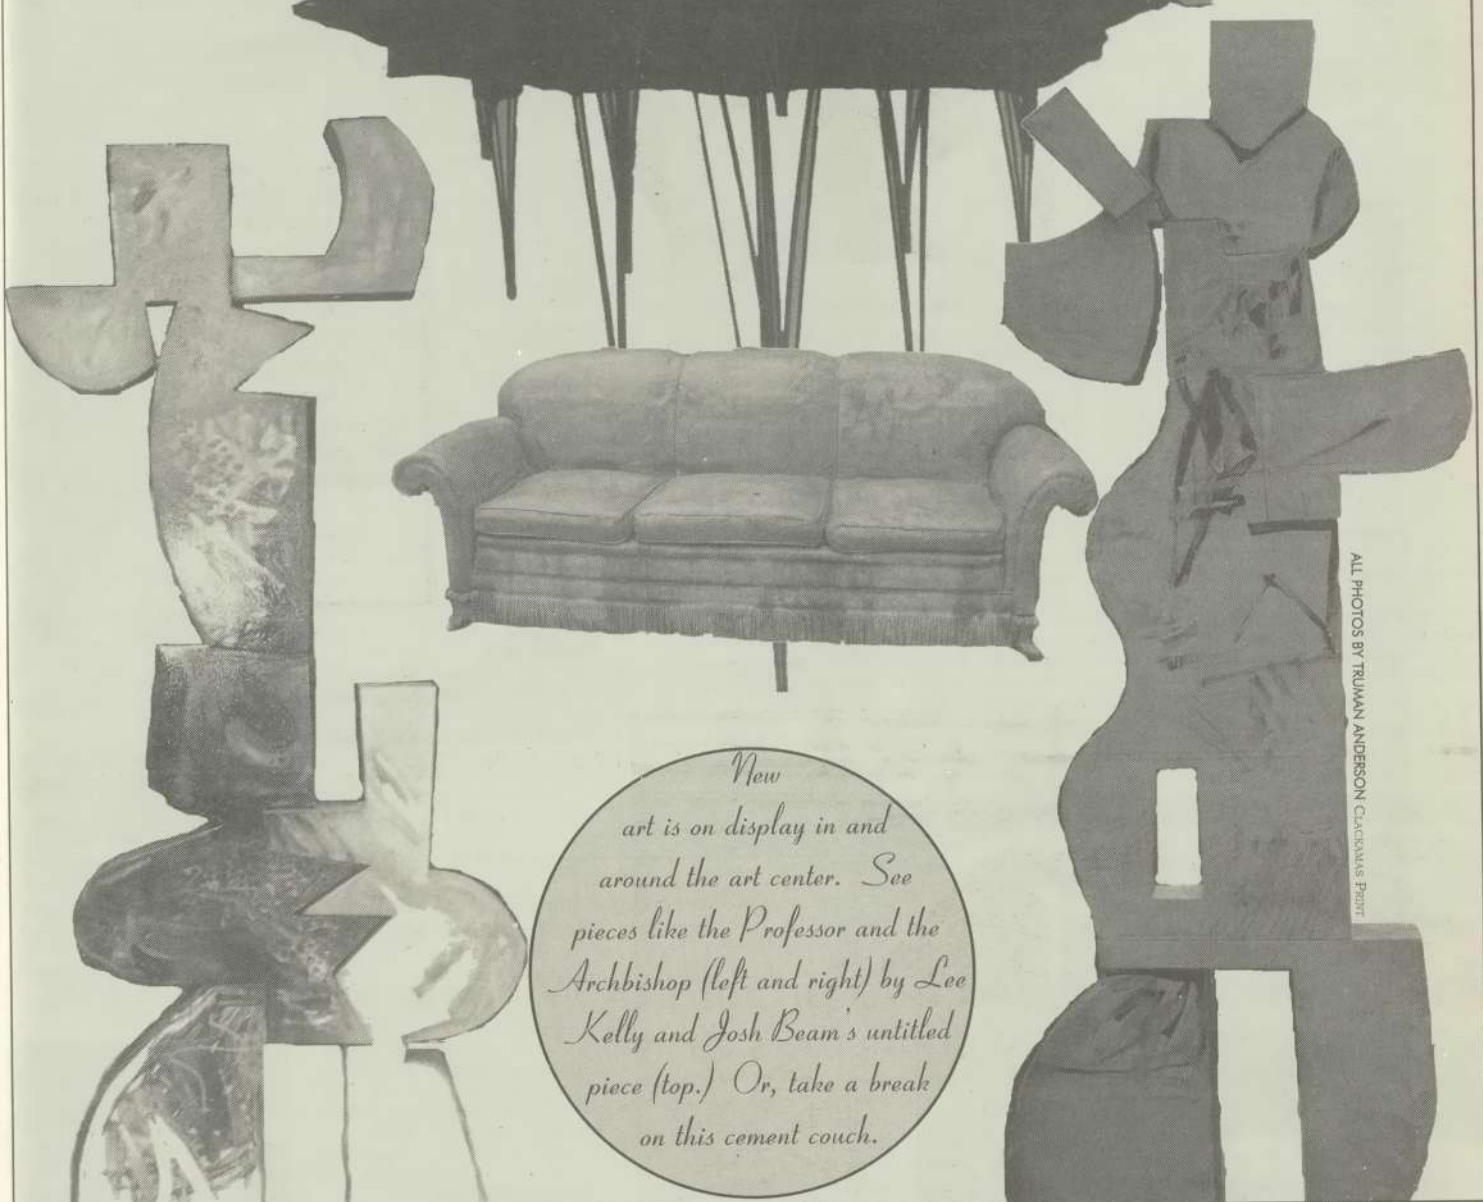 New
art is on display in and
around the art center. See
pieces like the Professor and the
Archbishop (left and right) by Lee
Kelly and Josh Beam's untitled
piece (top.) Or, take a break
on this cement couch.
ALL PHOTOS BY TRUMAN ANDERSON CLACKAMAS PRINT